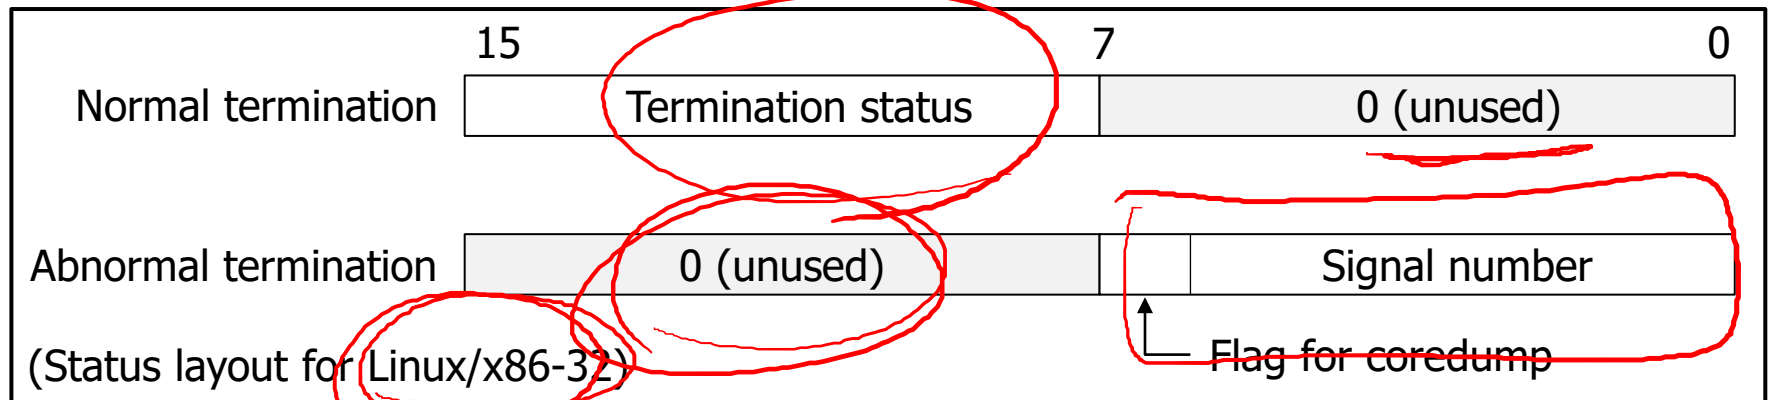 15 7 0
Normal termination Termination status 0 (unused)
Abnormal termination 0 (unused) Signal number
(Status layout for Linux/x86-32) Flag for coredump